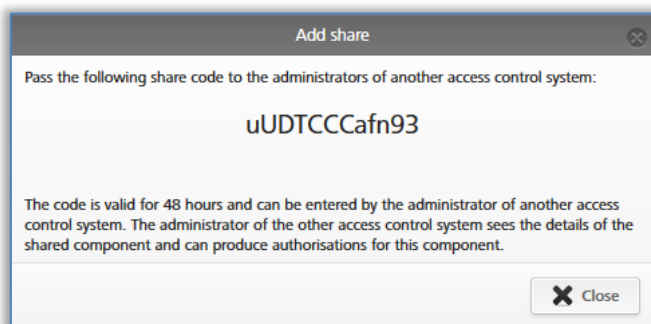 Add share
Pass the following share code to the administrators of another access control system:
uUDTCCCafn93
The code is valid for 48 hours and can be entered by the administrator of another access
control system. The administrator of the other access control system sees the details of the
shared component and can produce authorisations for this component.
Close